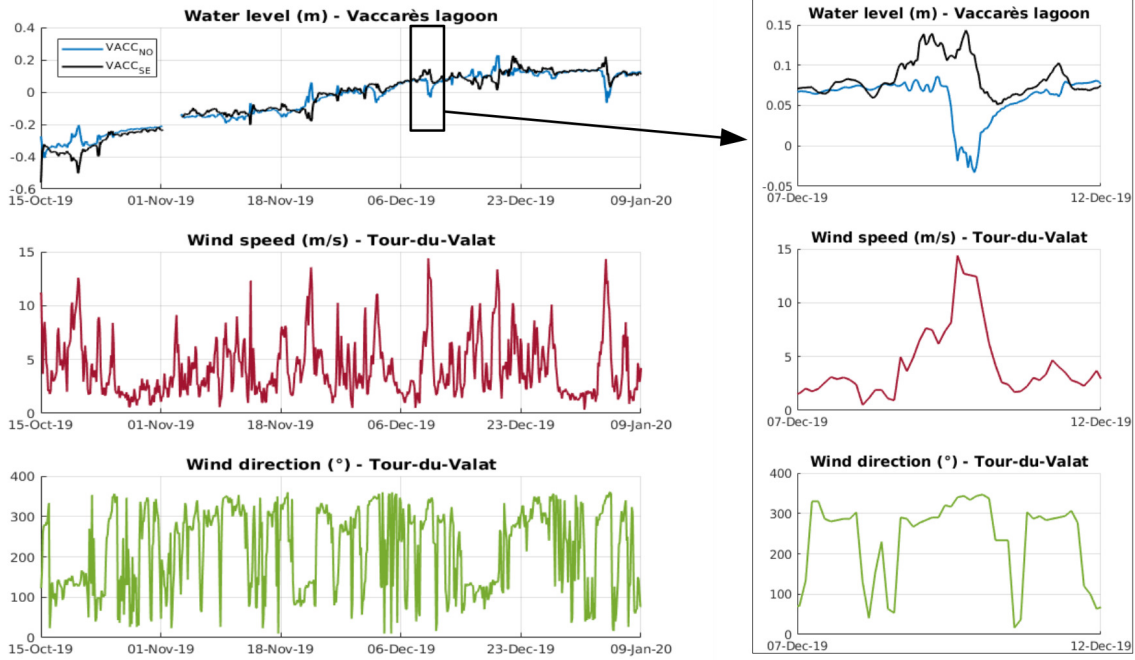 Water level (m) - Vaccarès lagoon
0.4
0.2
0
-0.2
-0.4
-0.6
VACC_NO
VACC_SE
15-Oct-19 01-Nov-19 18-Nov-19 06-Dec-19 23-Dec-19 09-Jan-20
Wind speed (m/s) - Tour-du-Valat
15
10
5
0
15-Oct-19 01-Nov-19 18-Nov-19 06-Dec-19 23-Dec-19 09-Jan-20
Wind direction (°) - Tour-du-Valat
400
300
200
100
0
15-Oct-19 01-Nov-19 18-Nov-19 06-Dec-19 23-Dec-19 09-Jan-20
Water level (m) - Vaccarès lagoon
0.15
0.1
0.05
0
-0.05
07-Dec-19 12-Dec-19
Wind speed (m/s) - Tour-du-Valat
15
10
5
0
07-Dec-19 12-Dec-19
Wind direction (°) - Tour-du-Valat
400
300
200
100
0
07-Dec-19 12-Dec-19